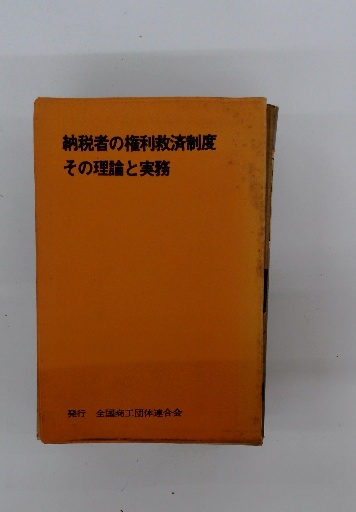 納税者の権利救済制度
その理論と実務
発行 全国商工団体連合会